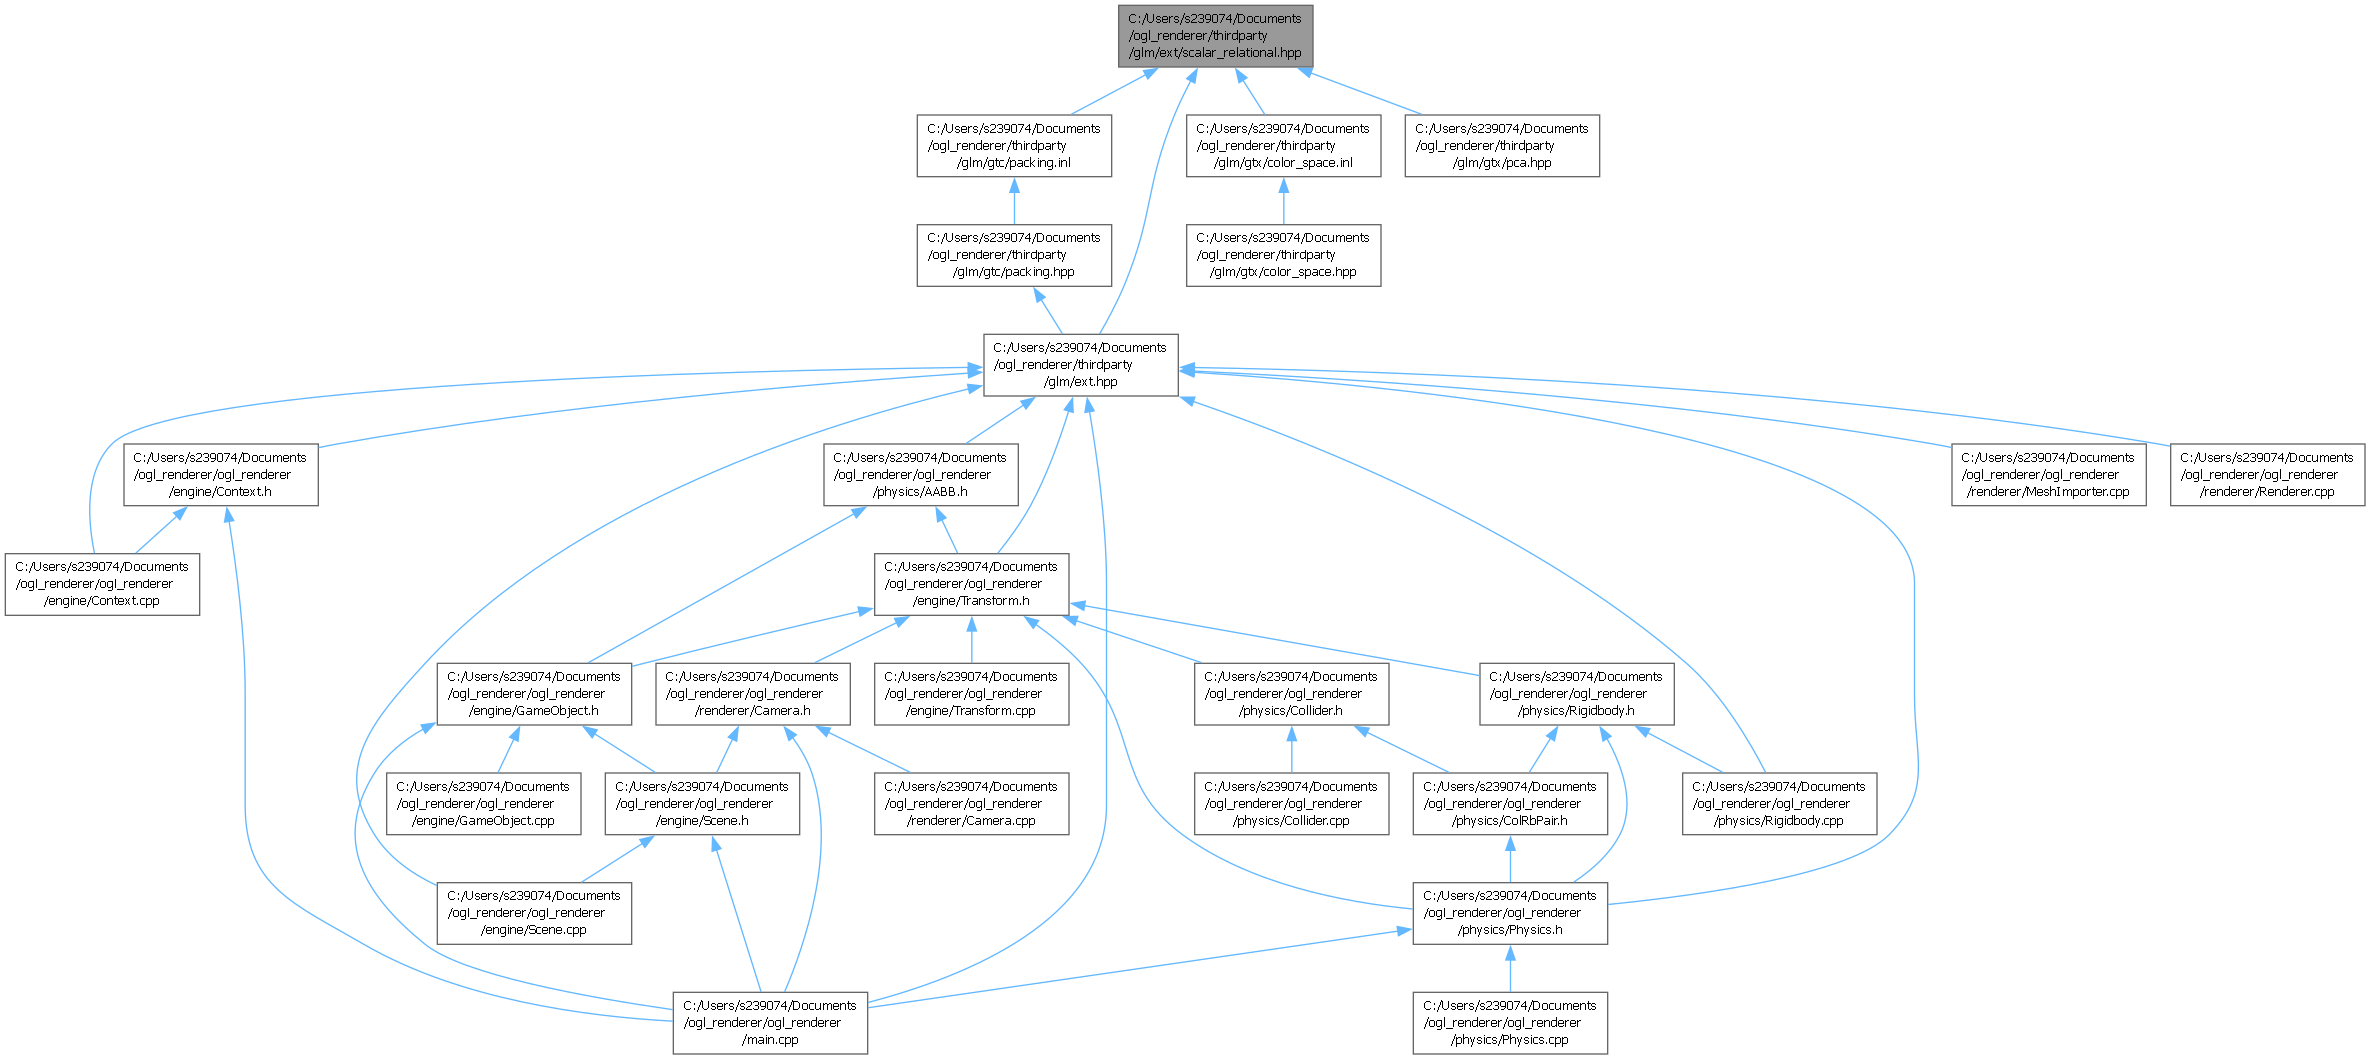 C:/Users/s239074/Documents
/ogl_renderer/thirdparty
/glm/ext/scalar_relational.hpp
C:/Users/s239074/Documents
/ogl_renderer/thirdparty
/glm/gtc/packing.inl
C:/Users/s239074/Documents
/ogl_renderer/thirdparty
/glm/gtx/color_space.inl
C:/Users/s239074/Documents
/ogl_renderer/thirdparty
/glm/gtx/pca.hpp
C:/Users/s239074/Documents
/ogl_renderer/thirdparty
/glm/gtc/packing.hpp
C:/Users/s239074/Documents
/ogl_renderer/thirdparty
/glm/gtx/color_space.hpp
C:/Users/s239074/Documents
/ogl_renderer/thirdparty
/glm/ext.hpp
C:/Users/s239074/Documents
/ogl_renderer/ogl_renderer
/engine/Context.h
C:/Users/s239074/Documents
/ogl_renderer/ogl_renderer
/physics/AABB.h
C:/Users/s239074/Documents
/ogl_renderer/ogl_renderer
/renderer/MeshImporter.cpp
C:/Users/s239074/Documents
/ogl_renderer/ogl_renderer
/renderer/Renderer.cpp
C:/Users/s239074/Documents
/ogl_renderer/ogl_renderer
/engine/Context.cpp
C:/Users/s239074/Documents
/ogl_renderer/ogl_renderer
/engine/Transform.h
C:/Users/s239074/Documents
/ogl_renderer/ogl_renderer
/engine/GameObject.h
C:/Users/s239074/Documents
/ogl_renderer/ogl_renderer
/renderer/Camera.h
C:/Users/s239074/Documents
/ogl_renderer/ogl_renderer
/engine/Transform.cpp
C:/Users/s239074/Documents
/ogl_renderer/ogl_renderer
/physics/Collider.h
C:/Users/s239074/Documents
/ogl_renderer/ogl_renderer
/physics/Rigidbody.h
C:/Users/s239074/Documents
/ogl_renderer/ogl_renderer
/engine/GameObject.cpp
C:/Users/s239074/Documents
/ogl_renderer/ogl_renderer
/engine/Scene.h
C:/Users/s239074/Documents
/ogl_renderer/ogl_renderer
/renderer/Camera.cpp
C:/Users/s239074/Documents
/ogl_renderer/ogl_renderer
/physics/Collider.cpp
C:/Users/s239074/Documents
/ogl_renderer/ogl_renderer
/physics/ColRbPair.h
C:/Users/s239074/Documents
/ogl_renderer/ogl_renderer
/physics/Rigidbody.cpp
C:/Users/s239074/Documents
/ogl_renderer/ogl_renderer
/engine/Scene.cpp
C:/Users/s239074/Documents
/ogl_renderer/ogl_renderer
/physics/Physics.h
C:/Users/s239074/Documents
/ogl_renderer/ogl_renderer
/main.cpp
C:/Users/s239074/Documents
/ogl_renderer/ogl_renderer
/physics/Physics.cpp